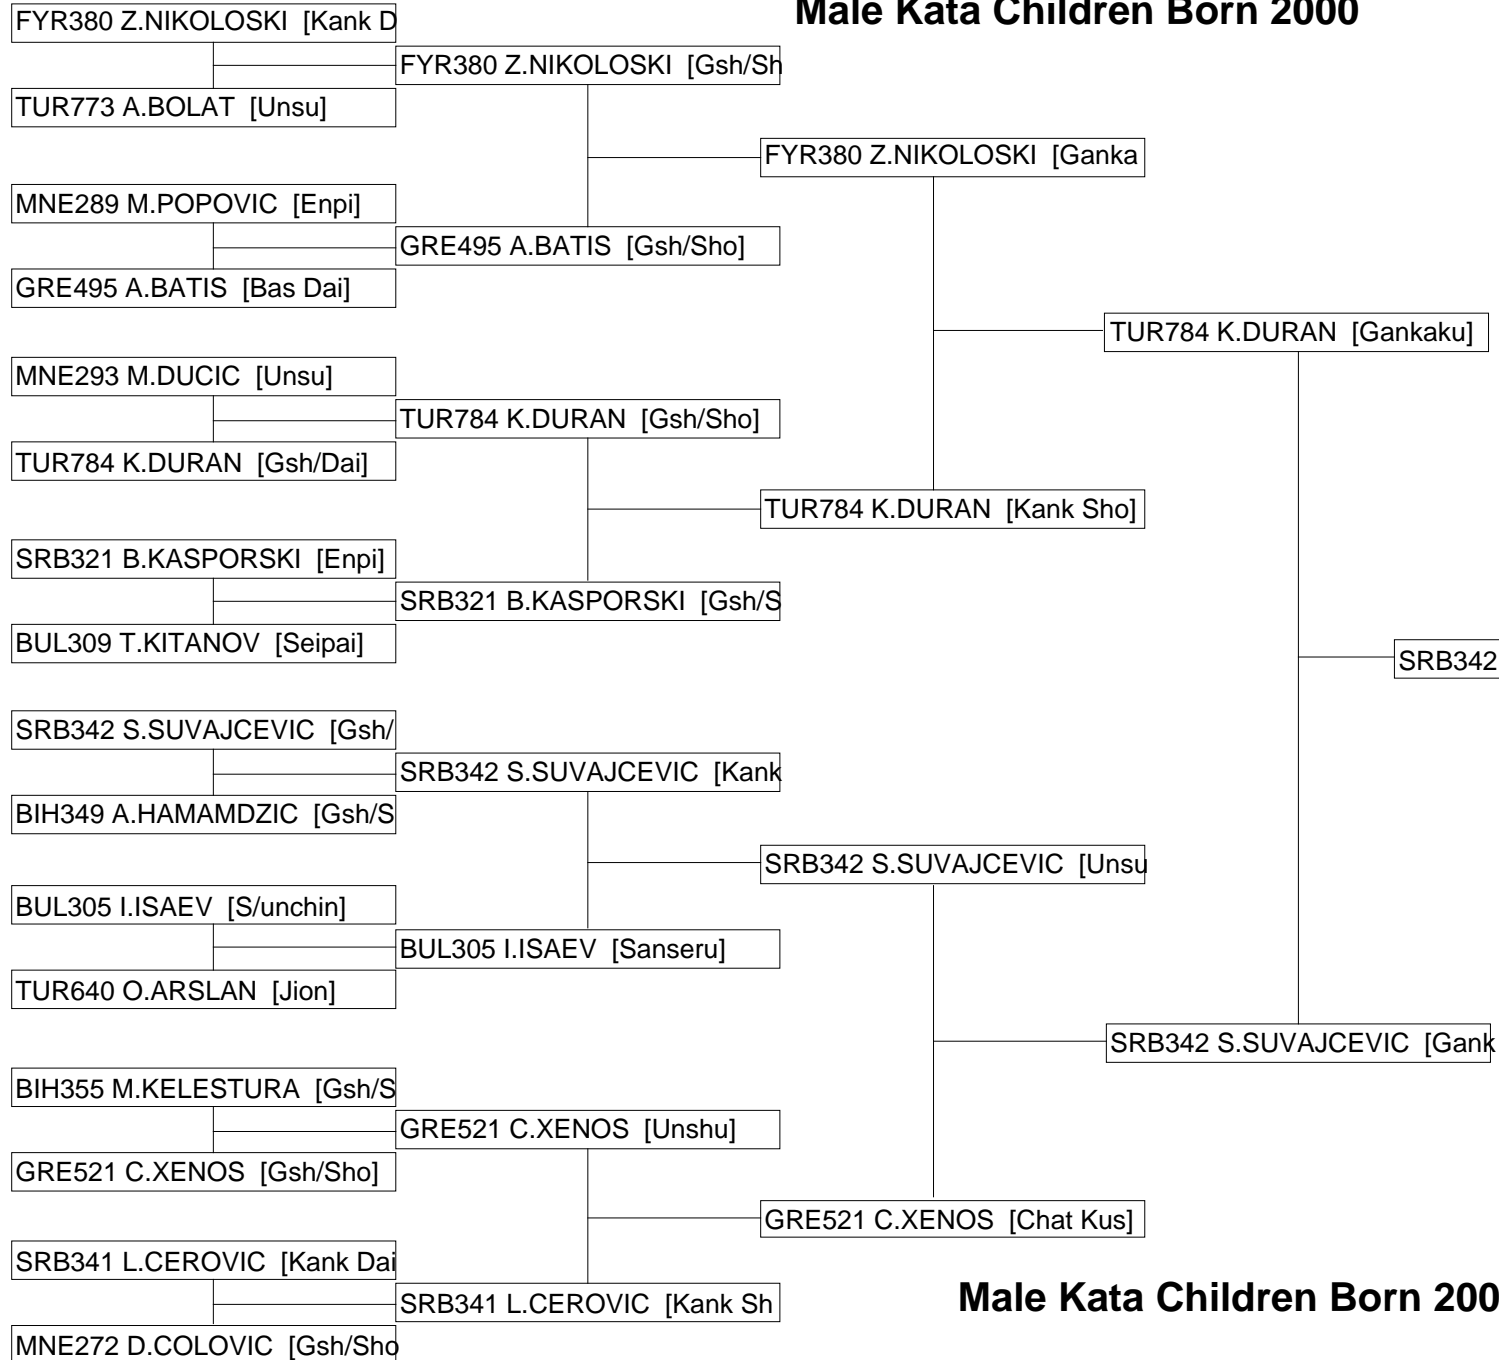 Male Kata Children Born 2000
FYR380 Z.NIKOLOSKI [Kank D
FYR380 Z.NIKOLOSKI [Gsh/Sh
TUR773 A.BOLAT [Unsu]
FYR380 Z.NIKOLOSKI [Ganka
MNE289 M.POPOVIC [Enpi]
GRE495 A.BATIS [Gsh/Sho]
GRE495 A.BATIS [Bas Dai]
TUR784 K.DURAN [Gankaku]
MNE293 M.DUCIC [Unsu]
TUR784 K.DURAN [Gsh/Sho]
TUR784 K.DURAN [Gsh/Dai]
TUR784 K.DURAN [Kank Sho]
SRB321 B.KASPORSKI [Enpi]
SRB321 B.KASPORSKI [Gsh/S
BUL309 T.KITANOV [Seipai]
SRB342
SRB342 S.SUVAJCEVIC [Gsh/
SRB342 S.SUVAJCEVIC [Kank
BIH349 A.HAMAMDZIC [Gsh/S
SRB342 S.SUVAJCEVIC [Unsu
BUL305 I.ISAEV [S/unchin]
BUL305 I.ISAEV [Sanseru]
TUR640 O.ARSLAN [Jion]
SRB342 S.SUVAJCEVIC [Gank
BIH355 M.KELESTURA [Gsh/S
GRE521 C.XENOS [Unshu]
GRE521 C.XENOS [Gsh/Sho]
GRE521 C.XENOS [Chat Kus]
SRB341 L.CEROVIC [Kank Dai
SRB341 L.CEROVIC [Kank Sh
Male Kata Children Born 200
MNE272 D.COLOVIC [Gsh/Sho